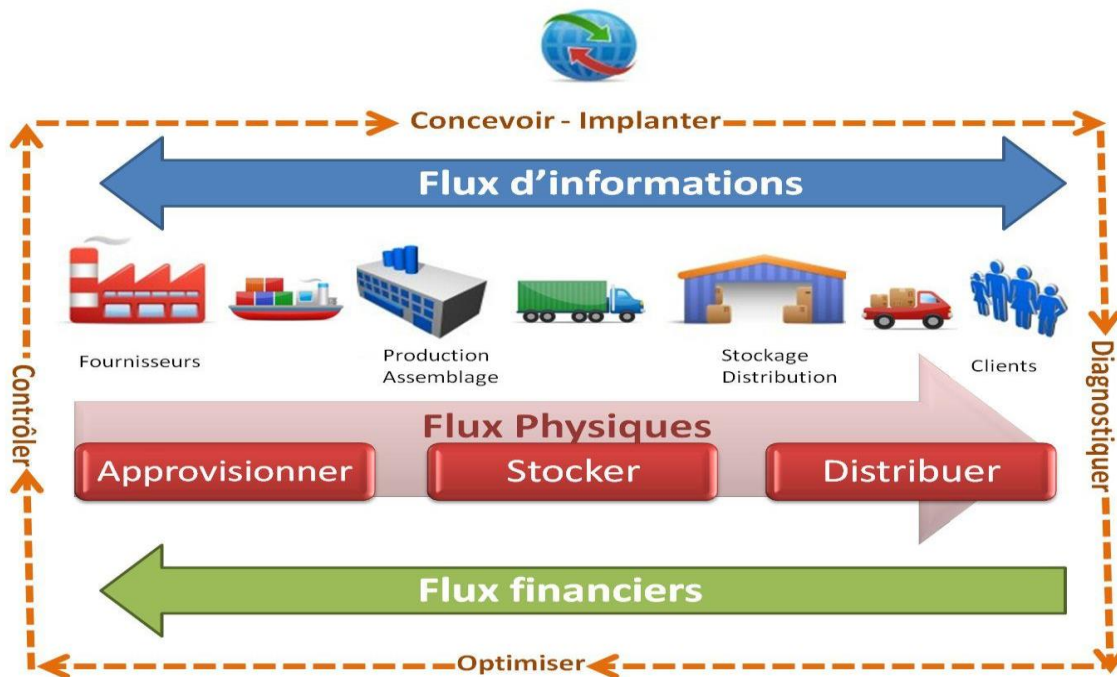 Concevoir - Implanter
Flux d’informations
Fournisseurs
Production
Assemblage
Stockage
Distribution
Clients
Contrôler
Diagnostiquer
Flux Physiques
Approvisionner
Stocker
Distribuer
Flux financiers
Optimiser